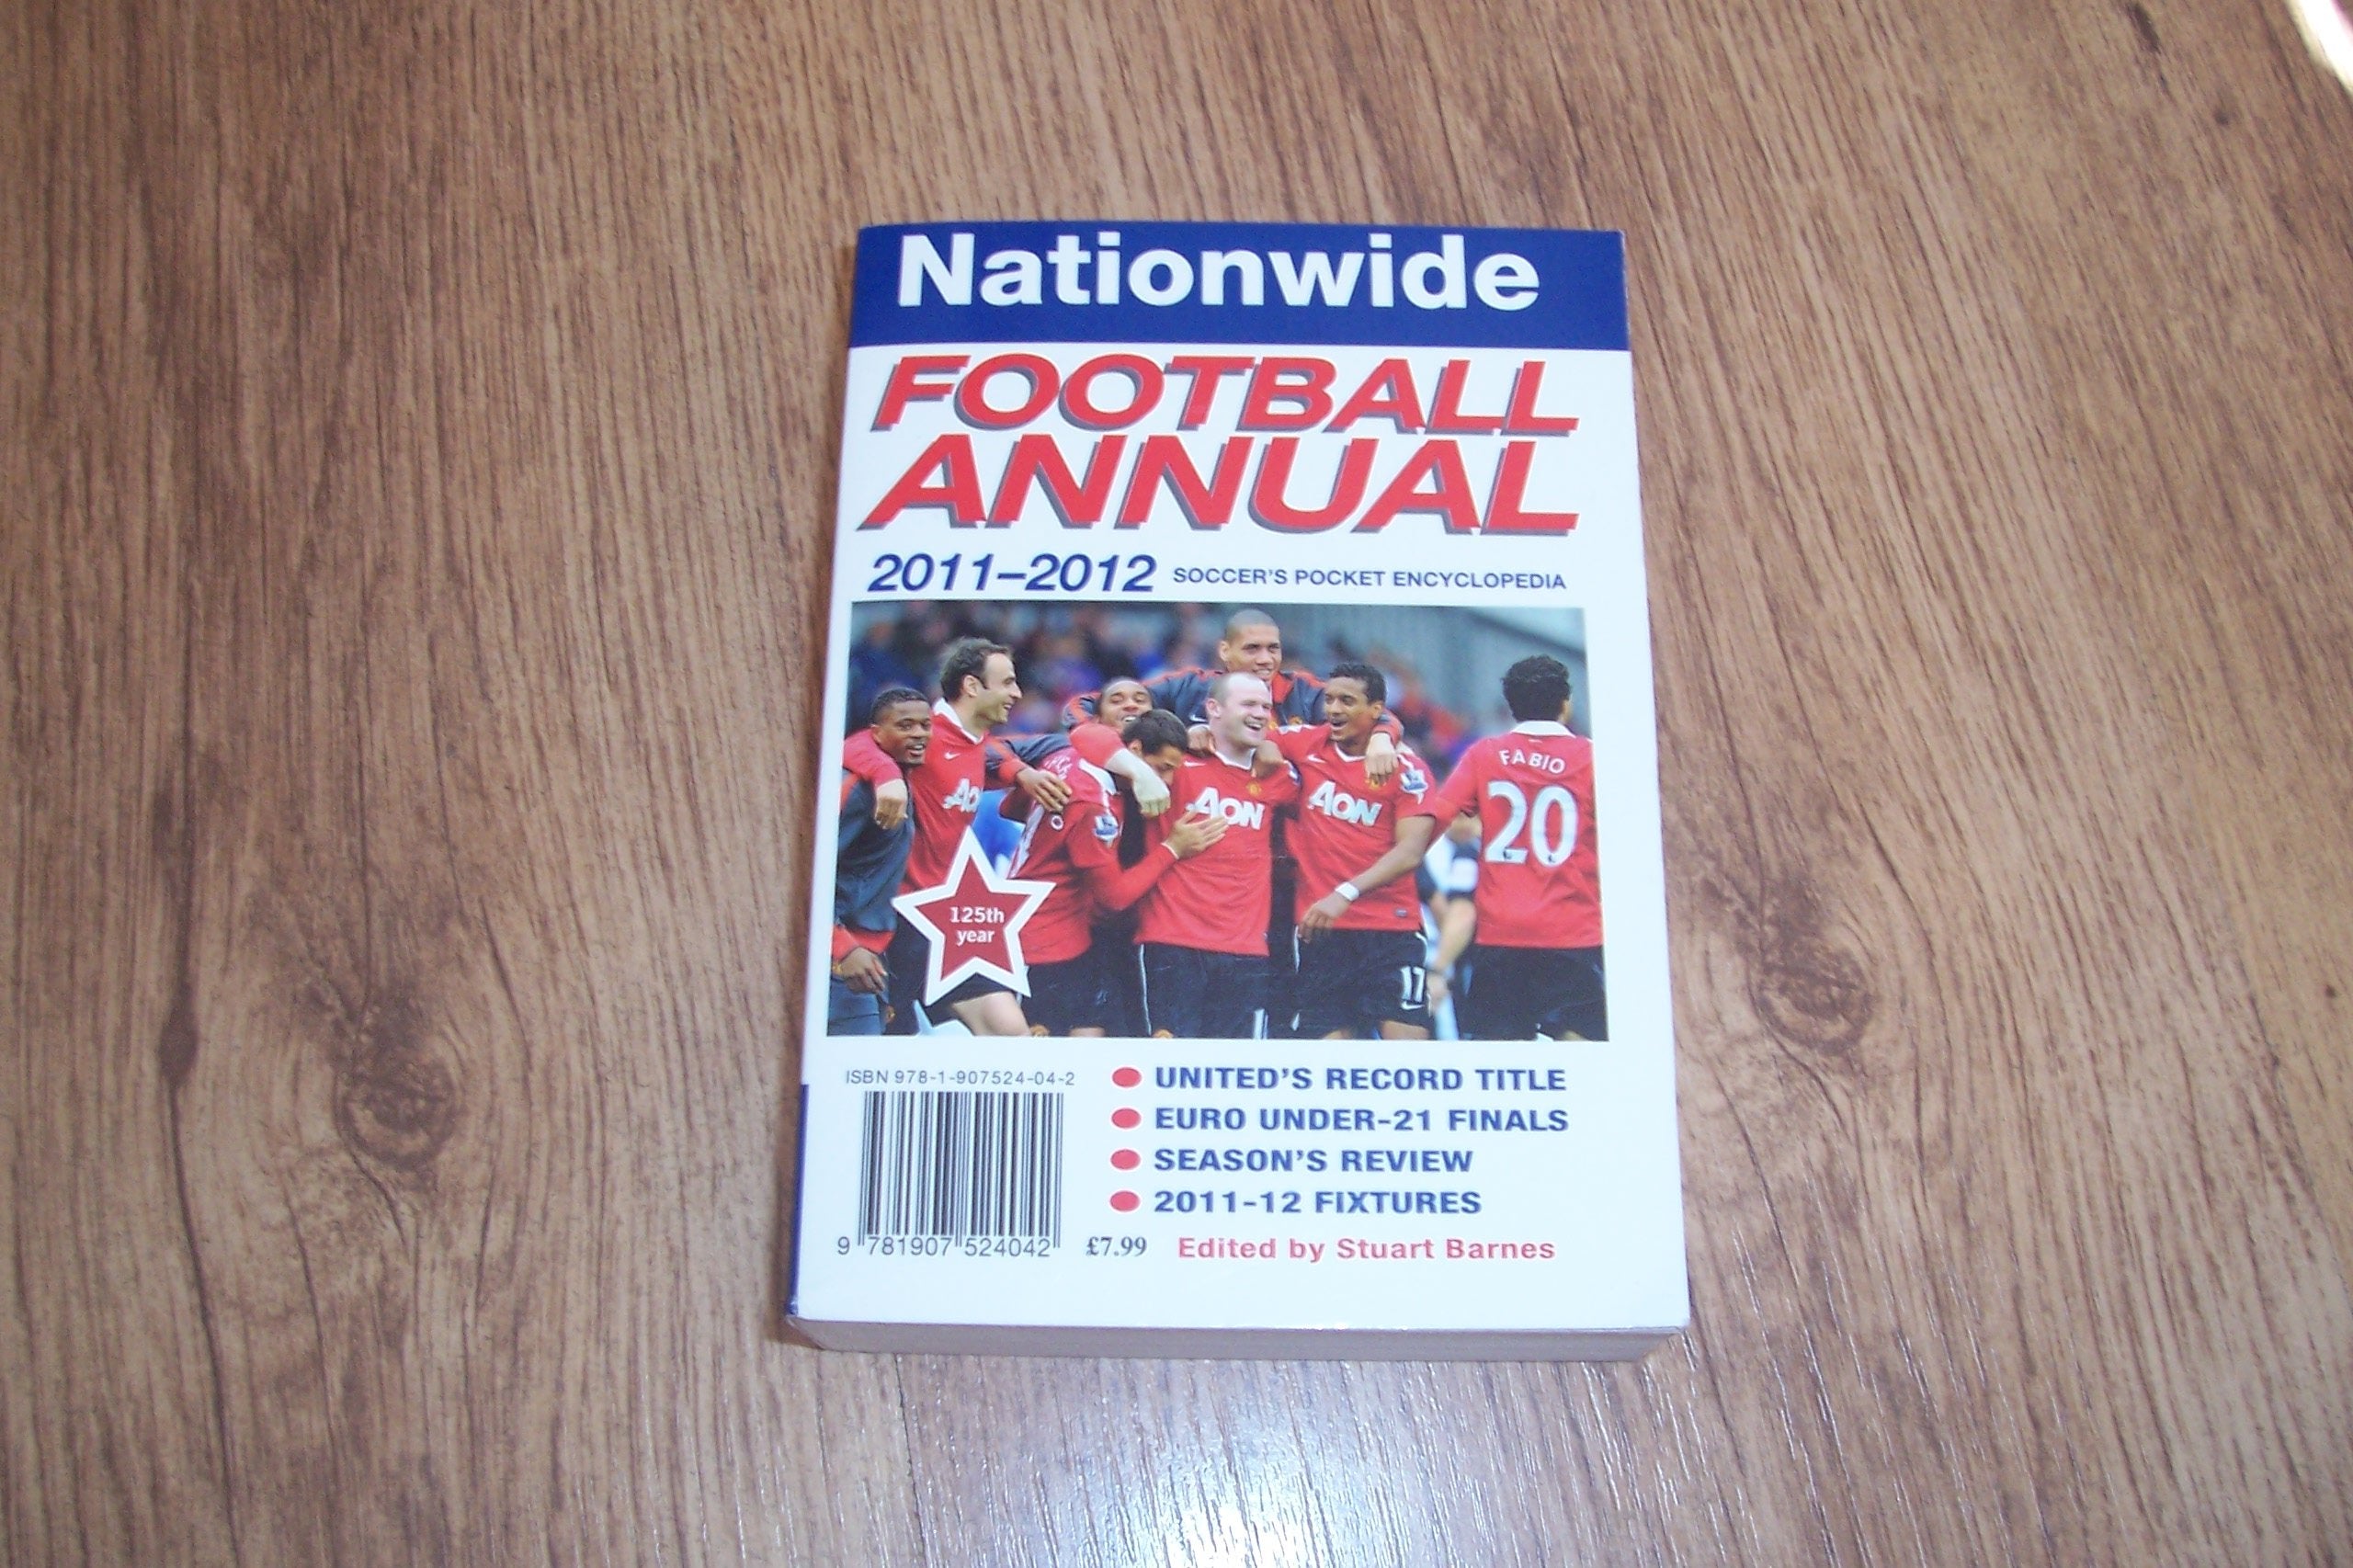 Nationwide
FOOTBALL
ANNUAL
2011–2012 SOCCER'S POCKET ENCYCLOPEDIA
FABIO
20
AON
AON
17
125th
year
ISBN 978-1-907524-04-2
9 781907 524042
£7.99
UNITED'S RECORD TITLE
EURO UNDER-21 FINALS
SEASON'S REVIEW
2011-12 FIXTURES
Edited by Stuart Barnes